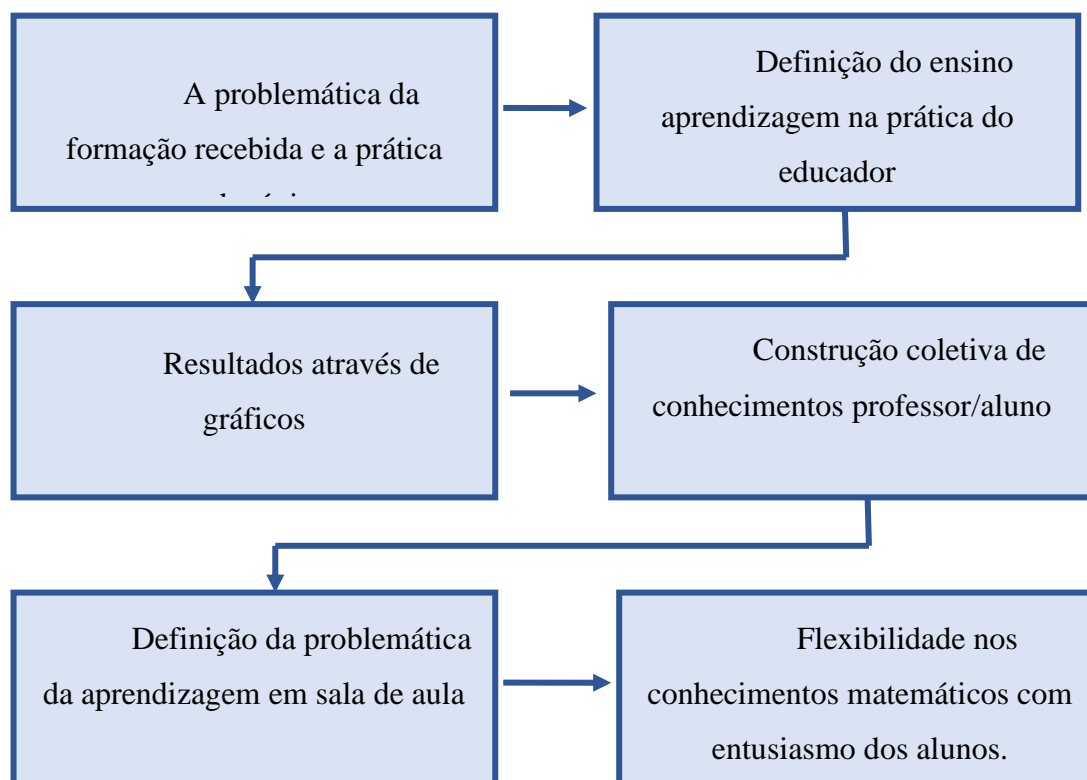 A problemática da
formação recebida e a prática
Definição do ensino
aprendizagem na prática do
educador
Resultados através de
gráficos
Construção coletiva de
conhecimentos professor/aluno
Definição da problemática
da aprendizagem em sala de aula
Flexibilidade nos
conhecimentos matemáticos com
entusiasmo dos alunos.